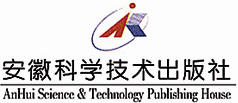 安徽科学技术出版社
AnHui Science & Technology Publishing House